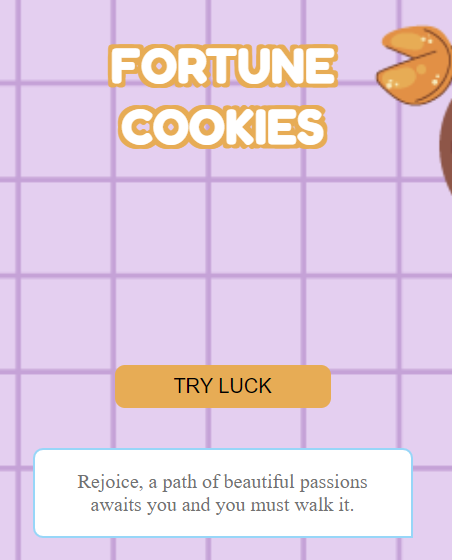 FORTUNE
COOKIES
TRY LUCK
Rejoice, a path of beautiful passions
awaits you and you must walk it.